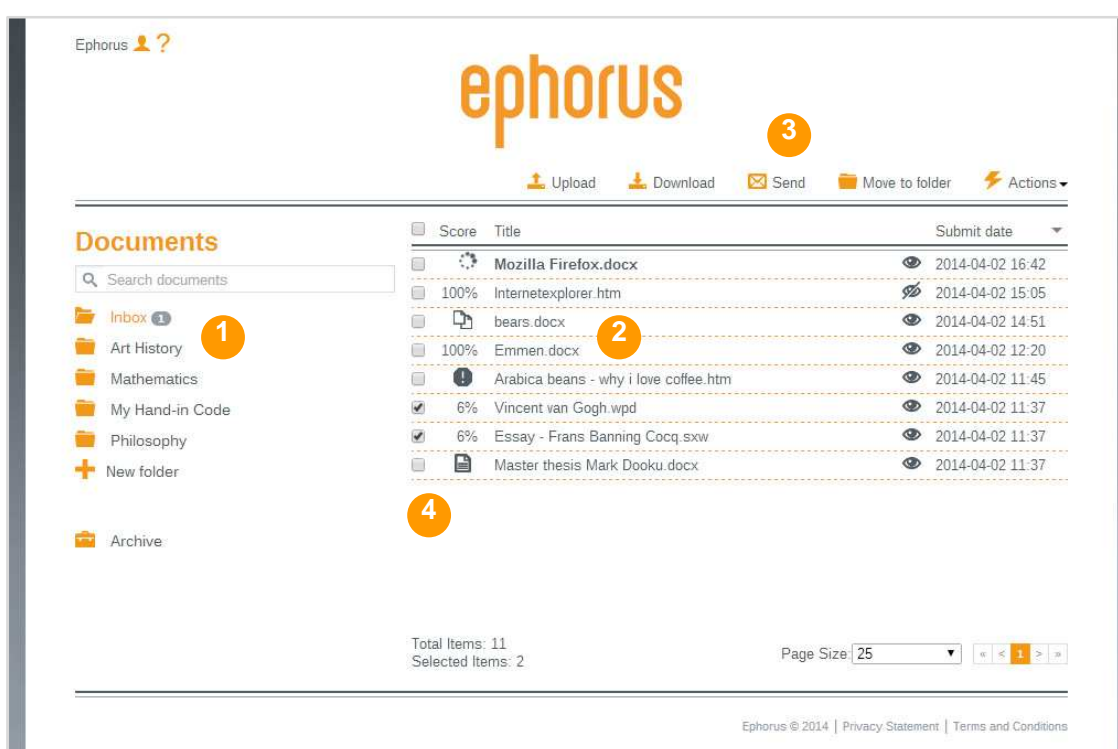 Ephorus ?
ephorus
3
Upload Download Send Move to folder Actions
Documents
Search documents
Inbox 1
Art History
Mathematics
My Hand-in Code
Philosophy
New folder
Archive
1
Score Title Submit date
Mozilla Firefox.docx 2014-04-02 16:42
100% Internetexplorer.htm 2014-04-02 15:05
bears.docx 2014-04-02 14:51
2
100% Emmen.docx 2014-04-02 12:20
! Arabica beans - why i love coffee.htm 2014-04-02 11:45
6% Vincent van Gogh.wpd 2014-04-02 11:37
6% Essay - Frans Banning Cocq.sxw 2014-04-02 11:37
Master thesis Mark Dooku.docx 2014-04-02 11:37
4
Total Items: 11
Selected Items: 2
Page Size: 25 « < 1 > »
Ephorus © 2014 | Privacy Statement | Terms and Conditions